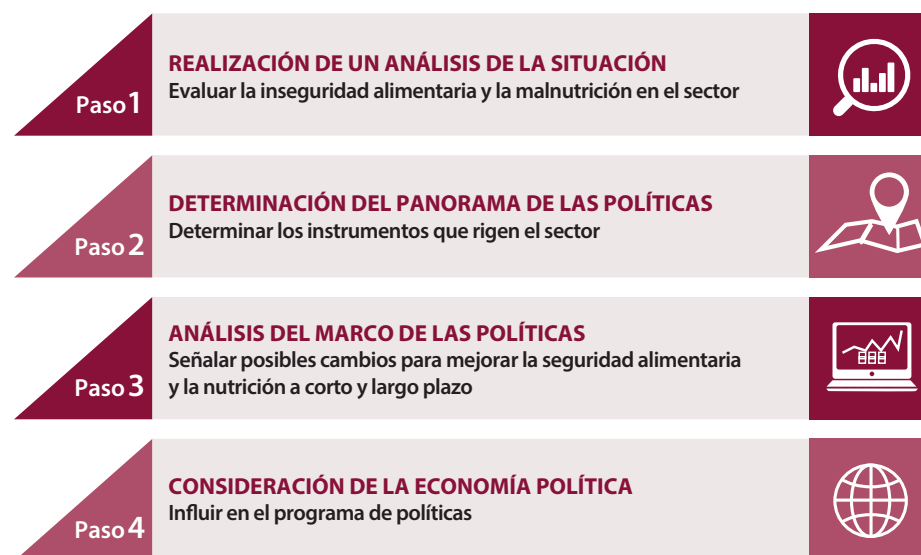 REALIZACIÓN DE UN ANÁLISIS DE LA SITUACIÓN
Paso 1 Evaluar la inseguridad alimentaria y la malnutrición en el sector
DETERMINACIÓN DEL PANORAMA DE LAS POLÍTICAS
Paso 2 Determinar los instrumentos que rigen el sector
ANÁLISIS DEL MARCO DE LAS POLÍTICAS
Señalar posibles cambios para mejorar la seguridad alimentaria
Paso 3 y la nutrición a corto y largo plazo
CONSIDERACIÓN DE LA ECONOMÍA POLÍTICA
Paso 4 Influir en el programa de políticas